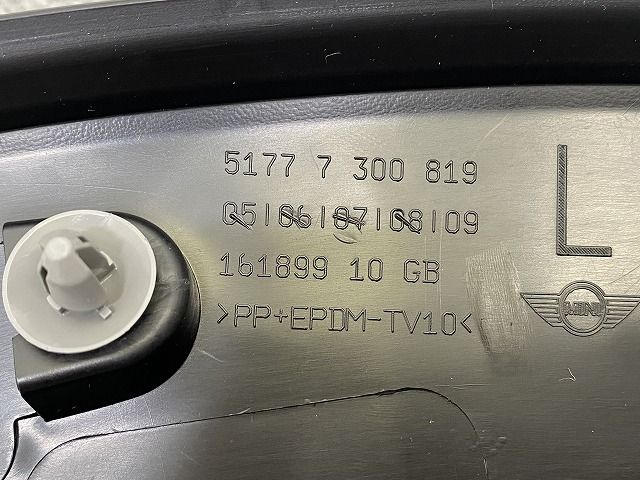 5177 7 300 819
05|06|07|08|09
161899 10 GB
>PP+EPDM-TV10<
L
MINI